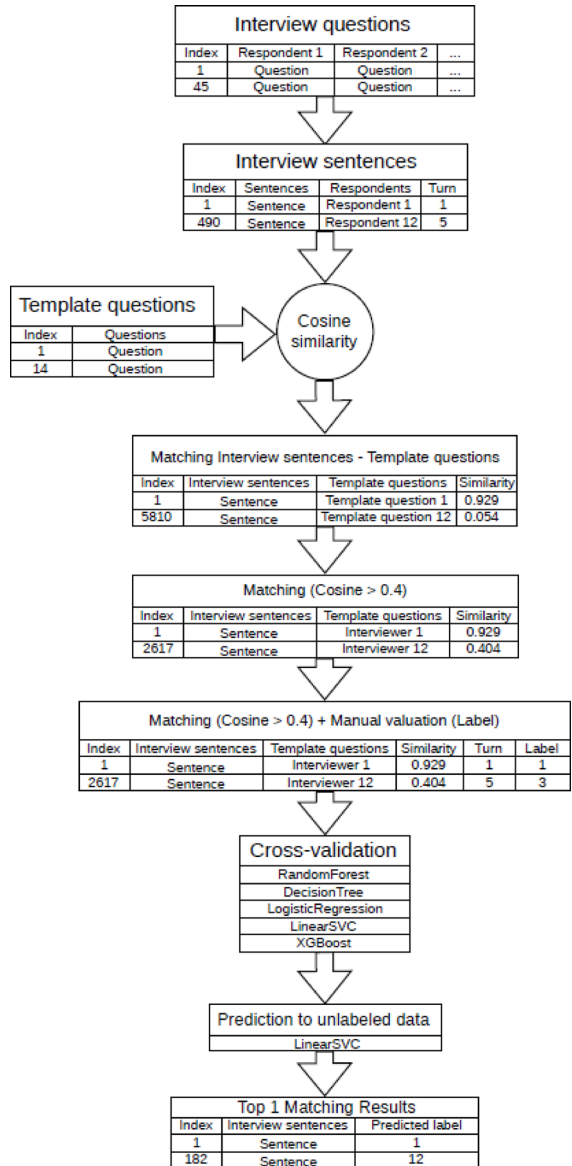 Interview questions
Index Respondent 1 Respondent 2 ...
1 Question Question ...
45 Question Question ...
Interview sentences
Index Sentences Respondents Turn
1 Sentence Respondent 1 1
490 Sentence Respondent 12 5
Template questions
Index Questions
1 Question
14 Question
Cosine
similarity
Matching Interview sentences - Template questions
Index Interview sentences Template questions Similarity
1 Sentence Template question 1 0.929
5810 Sentence Template question 12 0.054
Matching (Cosine > 0.4)
Index Interview sentences Template questions Similarity
1 Sentence Interviewer 1 0.929
2617 Sentence Interviewer 12 0.404
Matching (Cosine > 0.4) + Manual valuation (Label)
Index Interview sentences Template questions Similarity Turn Label
1 Sentence Interviewer 1 0.929 1 1
2617 Sentence Interviewer 12 0.404 5 3
Cross-validation
RandomForest
DecisionTree
LogisticRegression
LinearSVC
XGBoost
Prediction to unlabeled data
LinearSVC
Top 1 Matching Results
Index Interview sentences Predicted label
1 Sentence 1
182 Sentence 12